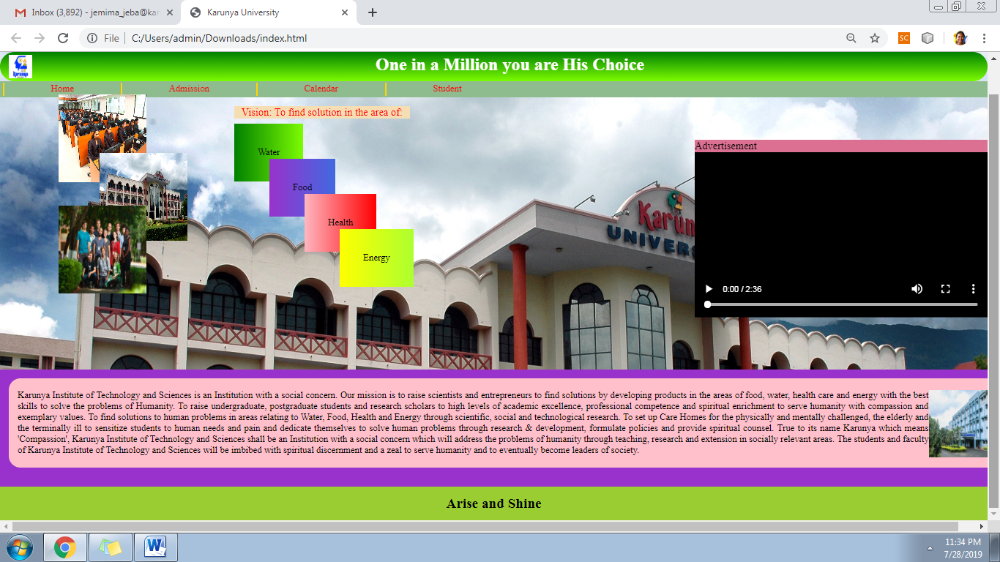 Inbox (3,892) - jemima_jeba@kar
Karunya University
File
C:/Users/admin/Downloads/index.html
SC
Karunya
One in a Million you are His Choice
Home
Admission
Calendar
Student
Vision: To find solution in the area of:
Water
Food
Health
Energy
Advertisement
Karun
UNIVERS
0:00 / 2:36
Karunya Institute of Technology and Sciences is an Institution with a social concern. Our mission is to raise scientists and entrepreneurs to find solutions by developing products in the areas of food, water, health care and energy with the best
skills to solve the problems of Humanity. To raise undergraduate, postgraduate students and research scholars to high levels of academic excellence, professional competence and spiritual enrichment to serve humanity with compassion and
exemplary values. To find solutions to human problems in areas relating to Water, Food, Health and Energy through scientific, social and technological research. To set up Care Homes for the physically and mentally challenged, the elderly and
the terminally ill to sensitize students to human needs and pain and dedicate themselves to solve human problems through research & development, formulate policies and provide spiritual counsel. True to its name Karunya which means
'Compassion', Karunya Institute of Technology and Sciences shall be an Institution with a social concern which will address the problems of humanity through teaching, research and extension in socially relevant areas. The students and faculty
of Karunya Institute of Technology and Sciences will be imbibed with spiritual discernment and a zeal to serve humanity and to eventually become leaders of society.
Arise and Shine
11:34 PM
7/28/2019